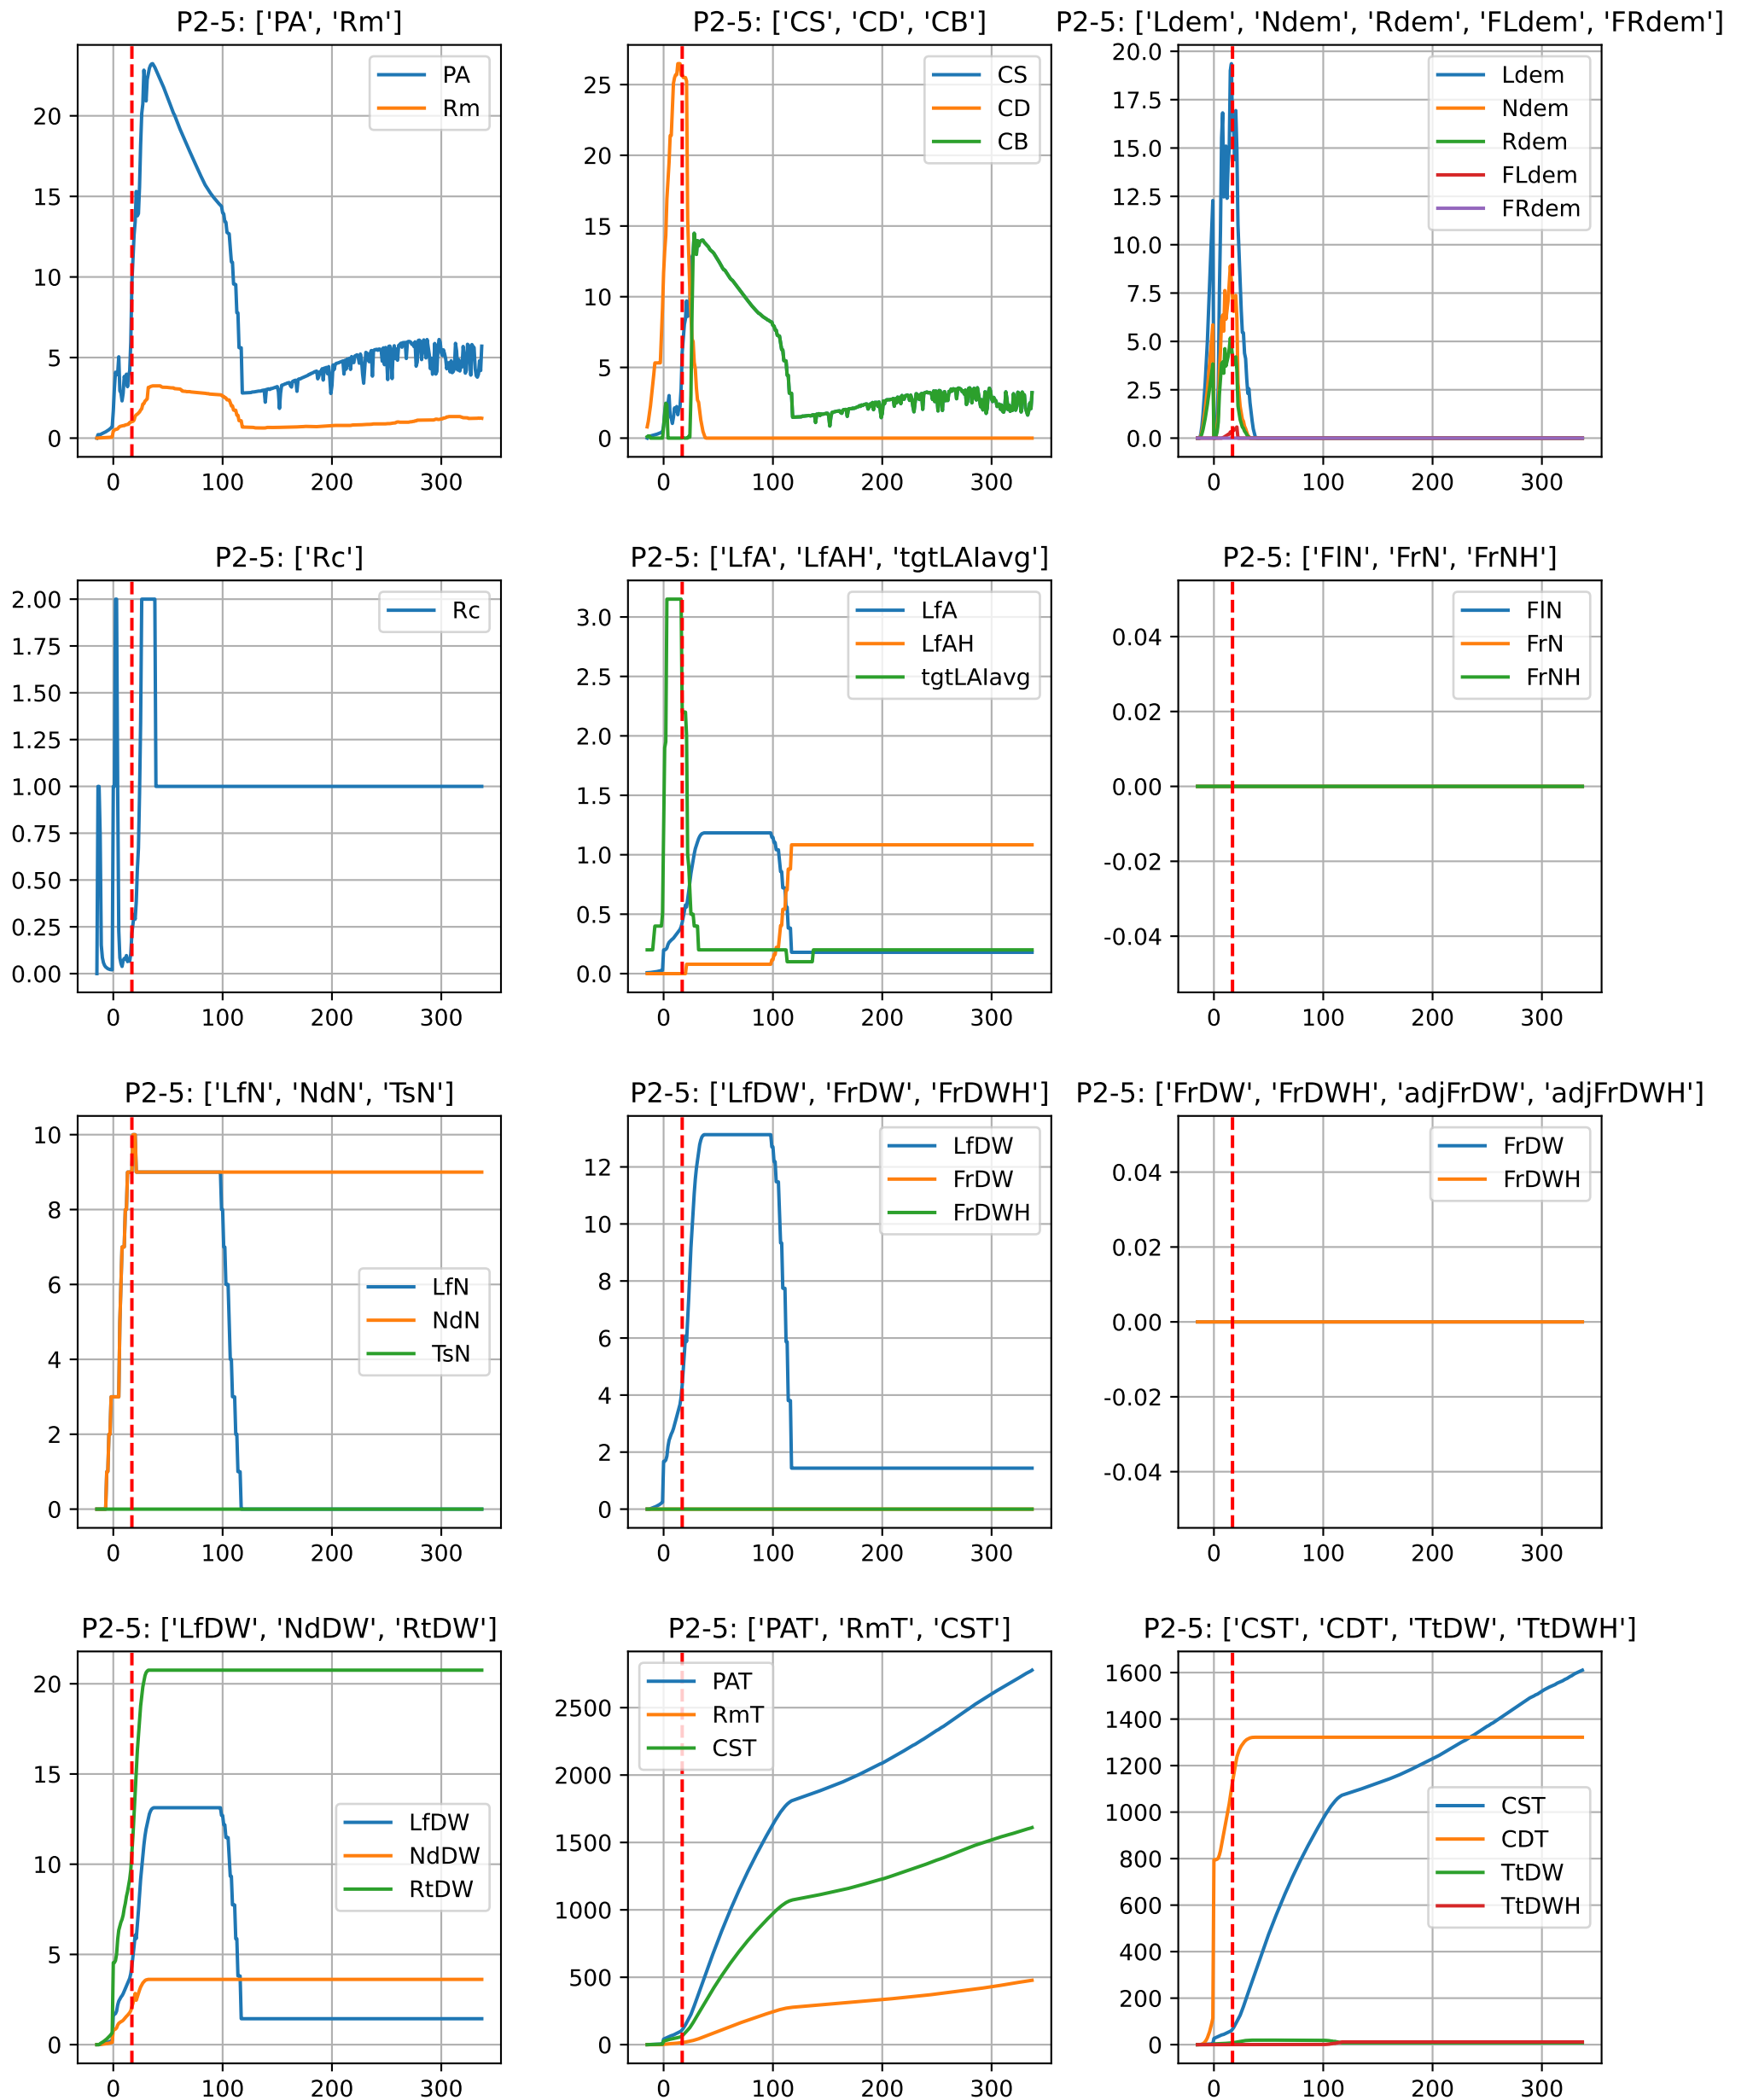 P2-5: ['PA', 'Rm']
20
15
10
5
0
0 100 200 300
PA
Rm
P2-5: ['CS', 'CD', 'CB']
25
20
15
10
5
0
0 100 200 300
CS
CD
CB
P2-5: ['Ldem', 'Ndem', 'Rdem', 'FLdem', 'FRdem']
20.0
17.5
15.0
12.5
10.0
7.5
5.0
2.5
0.0
0 100 200 300
Ldem
Ndem
Rdem
FLdem
FRdem
P2-5: ['Rc']
2.00
1.75
1.50
1.25
1.00
0.75
0.50
0.25
0.00
0 100 200 300
Rc
P2-5: ['LfA', 'LfAH', 'tgtLAIavg']
3.0
2.5
2.0
1.5
1.0
0.5
0.0
0 100 200 300
LfA
LfAH
tgtLAIavg
P2-5: ['FlN', 'FrN', 'FrNH']
0.04
0.02
0.00
-0.02
-0.04
0 100 200 300
FlN
FrN
FrNH
P2-5: ['LfN', 'NdN', 'TsN']
10
8
6
4
2
0
0 100 200 300
LfN
NdN
TsN
P2-5: ['LfDW', 'FrDW', 'FrDWH']
12
10
8
6
4
2
0
0 100 200 300
LfDW
FrDW
FrDWH
P2-5: ['FrDW', 'FrDWH', 'adjFrDW', 'adjFrDWH']
0.04
0.02
0.00
-0.02
-0.04
0 100 200 300
FrDW
FrDWH
P2-5: ['LfDW', 'NdDW', 'RtDW']
20
15
10
5
0
0 100 200 300
LfDW
NdDW
RtDW
P2-5: ['PAT', 'RmT', 'CST']
2500
2000
1500
1000
500
0
0 100 200 300
PAT
RmT
CST
P2-5: ['CST', 'CDT', 'TtDW', 'TtDWH']
1600
1400
1200
1000
800
600
400
200
0
0 100 200 300
CST
CDT
TtDW
TtDWH